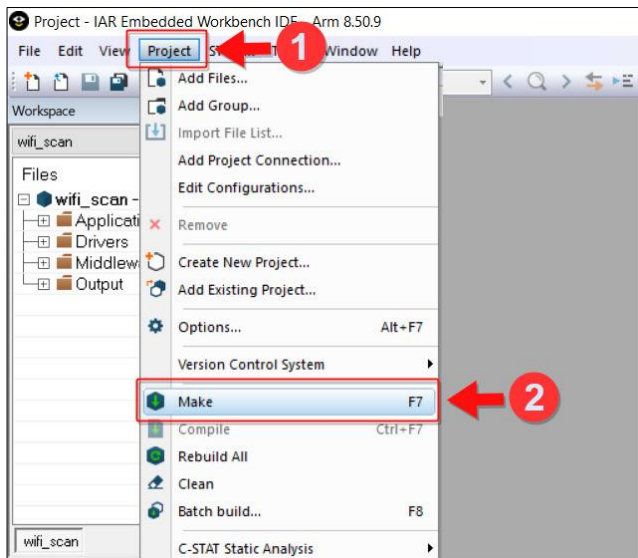 Project - IAR Embedded Workbench IDE - Arm 8.50.9
File Edit View Project Window Help
1
Workspace
wifi_scan
Files
wifi_scan -
Applicati
Drivers
Middlew
Output
wifi_scan
Add Files...
Add Group...
Import File List...
Add Project Connection...
Edit Configurations...
Remove
Create New Project...
Add Existing Project...
Options... Alt+F7
Version Control System
Make F7
2
Compile Ctrl+F7
Rebuild All
Clean
Batch build... F8
C-STAT Static Analysis